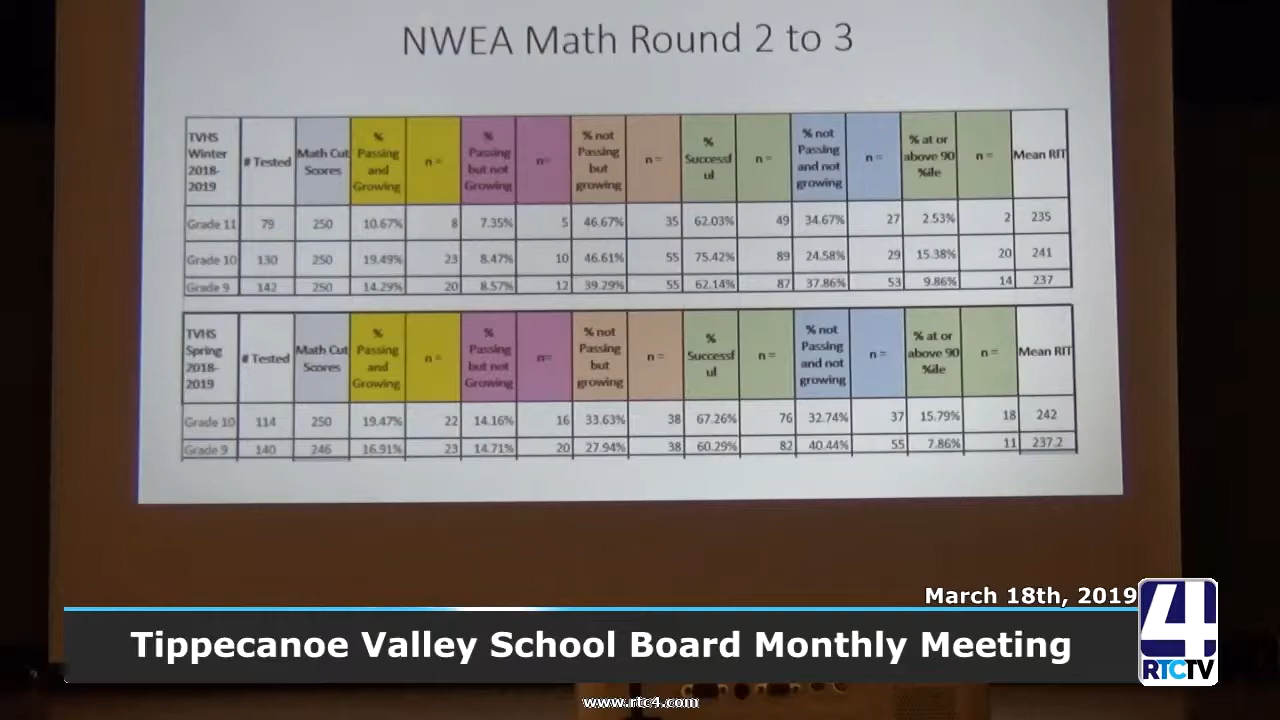 NWEA Math Round 2 to 3
TVHS Winter 2018-2019 # Tested Math Cut Scores % Passing and Growing n = % Passing but not Growing n= % not Passing but growing n = % Successful n = % not Passing and not growing n = % at or above 90 %ile n = Mean RIT
Grade 11 79 250 10.67% 8 7.35% 5 46.67% 35 62.03% 49 34.67% 27 2.53% 2 235
Grade 10 130 250 19.49% 23 8.47% 10 46.61% 55 75.42% 89 24.58% 29 15.38% 20 241
Grade 9 142 250 14.29% 20 8.57% 12 39.29% 55 62.14% 87 37.86% 53 9.86% 14 237
TVHS Spring 2018-2019 # Tested Math Cut Scores % Passing and Growing n = % Passing but not Growing n= % not Passing but growing n = % Successful n = % not Passing and not growing n = % at or above 90 %ile n = Mean RIT
Grade 10 114 250 19.47% 22 14.16% 16 33.63% 38 67.26% 76 32.74% 37 15.79% 18 242
Grade 9 140 246 16.91% 23 14.71% 20 27.94% 38 60.29% 82 40.44% 55 7.86% 11 237.2
March 18th, 2019
Tippecanoe Valley School Board Monthly Meeting
4
RTCTV
www.rtc4.com